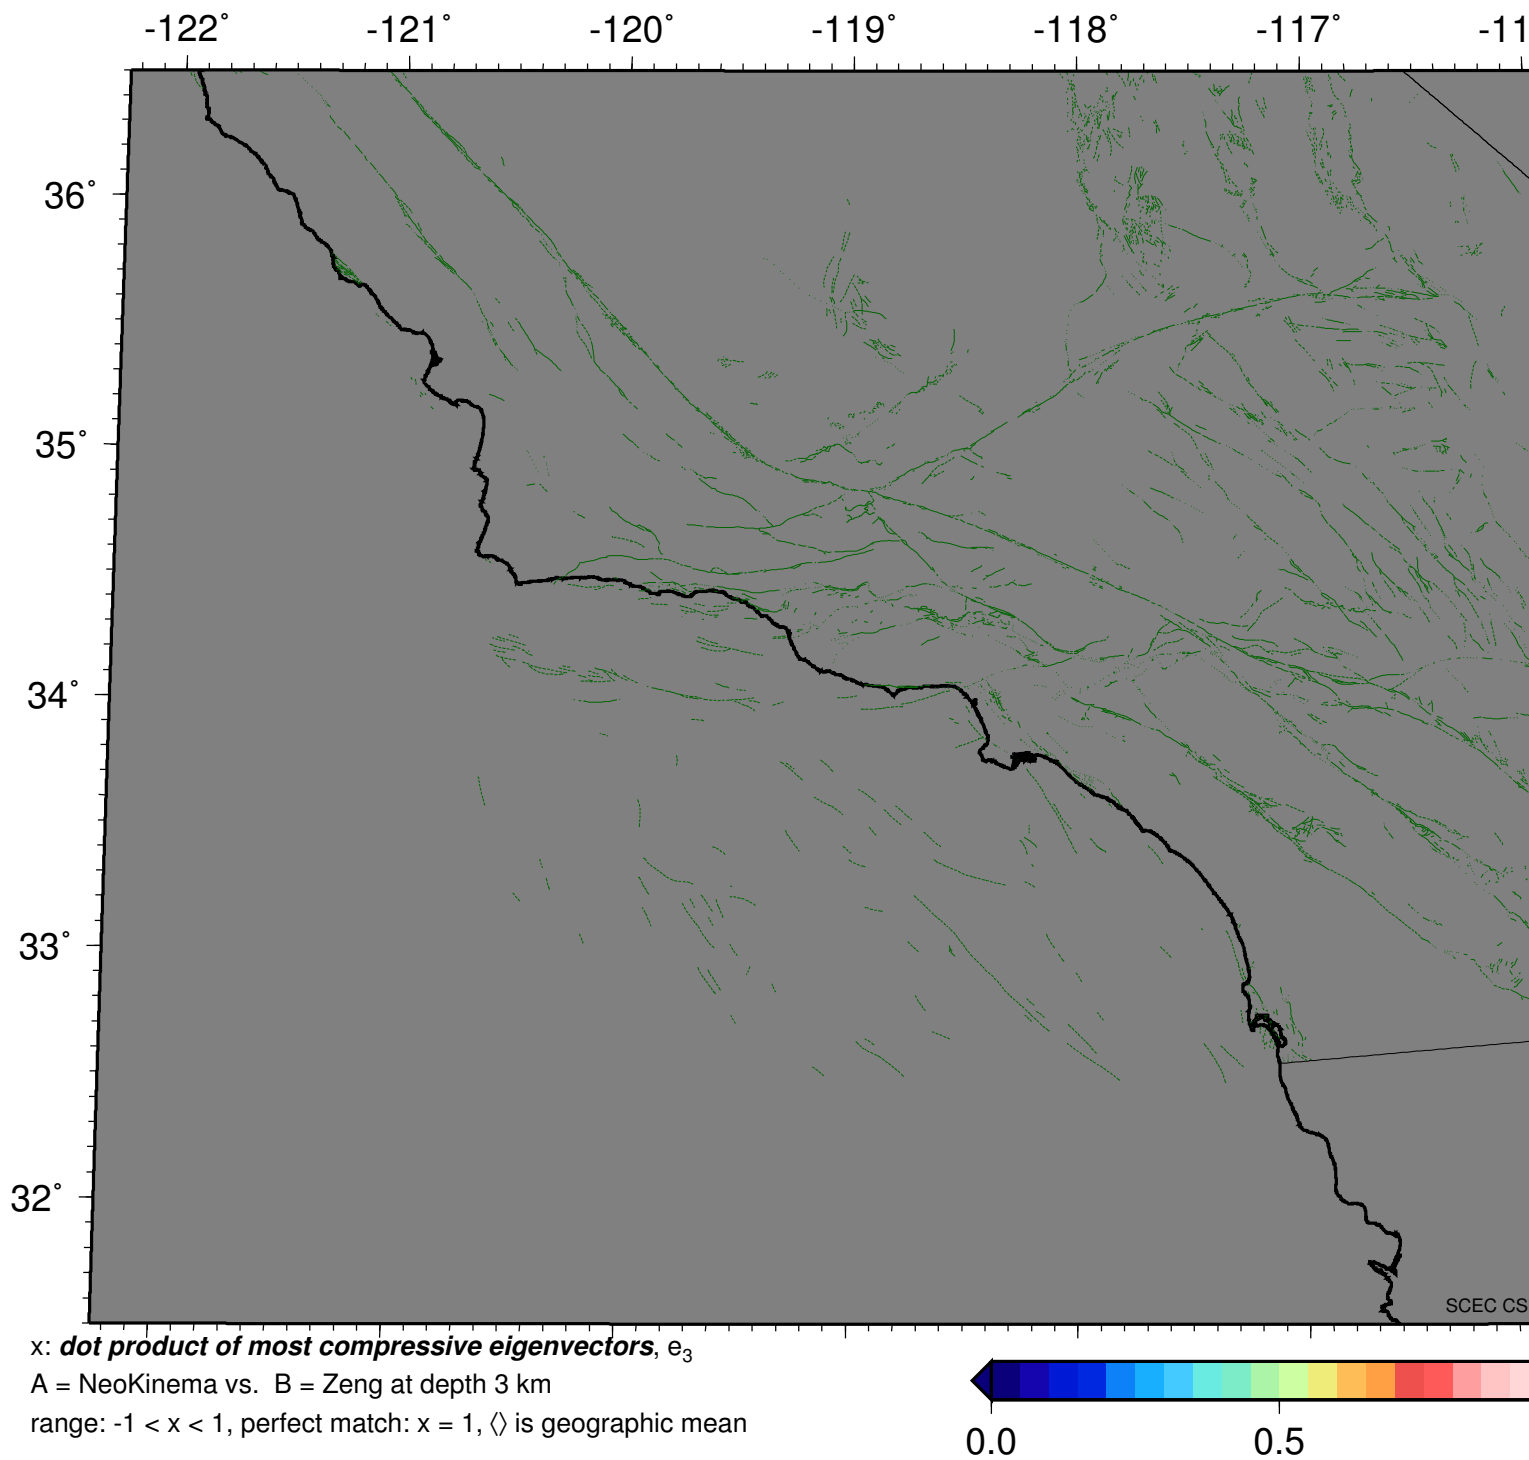 -122° -121° -120° -119° -118° -117° -11
36°
35°
34°
33°
32°
SCEC CS
x: dot product of most compressive eigenvectors, e3
A = NeoKinema vs. B = Zeng at depth 3 km
range: -1 < x < 1, perfect match: x = 1, ⟨⟩ is geographic mean
0.0 0.5